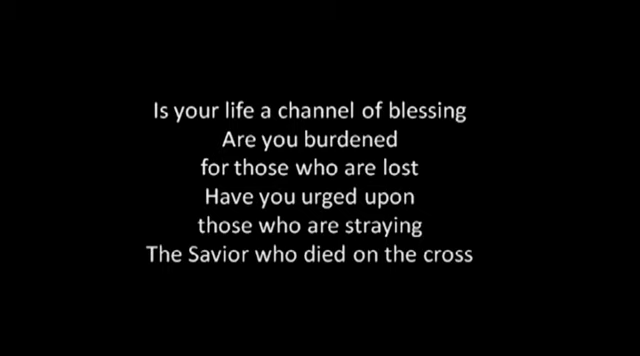 Is your life a channel of blessing
Are you burdened
for those who are lost
Have you urged upon
those who are straying
The Savior who died on the cross